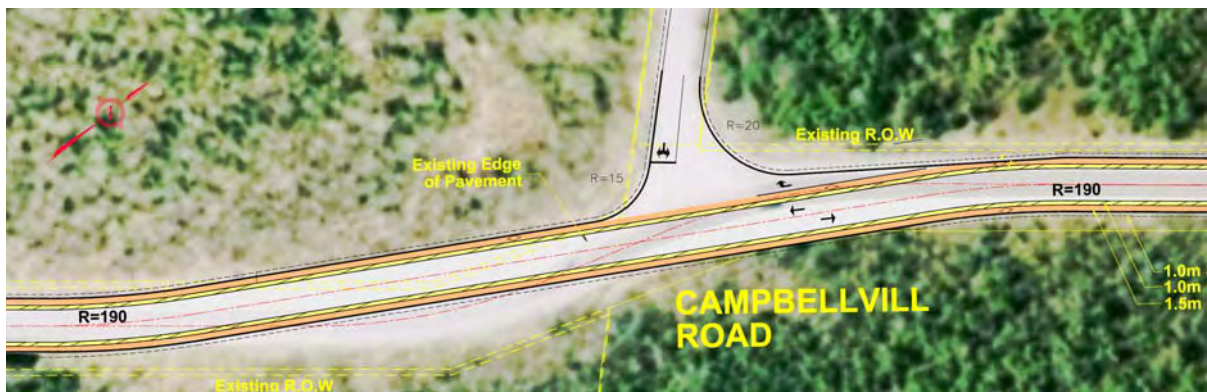 R=20
Existing R.O.W
Existing Edge
of Pavement
R=15
R=190
1.0m
1.0m
1.5m
CAMPBELLVILL
ROAD
R=190
Existing R.O.W